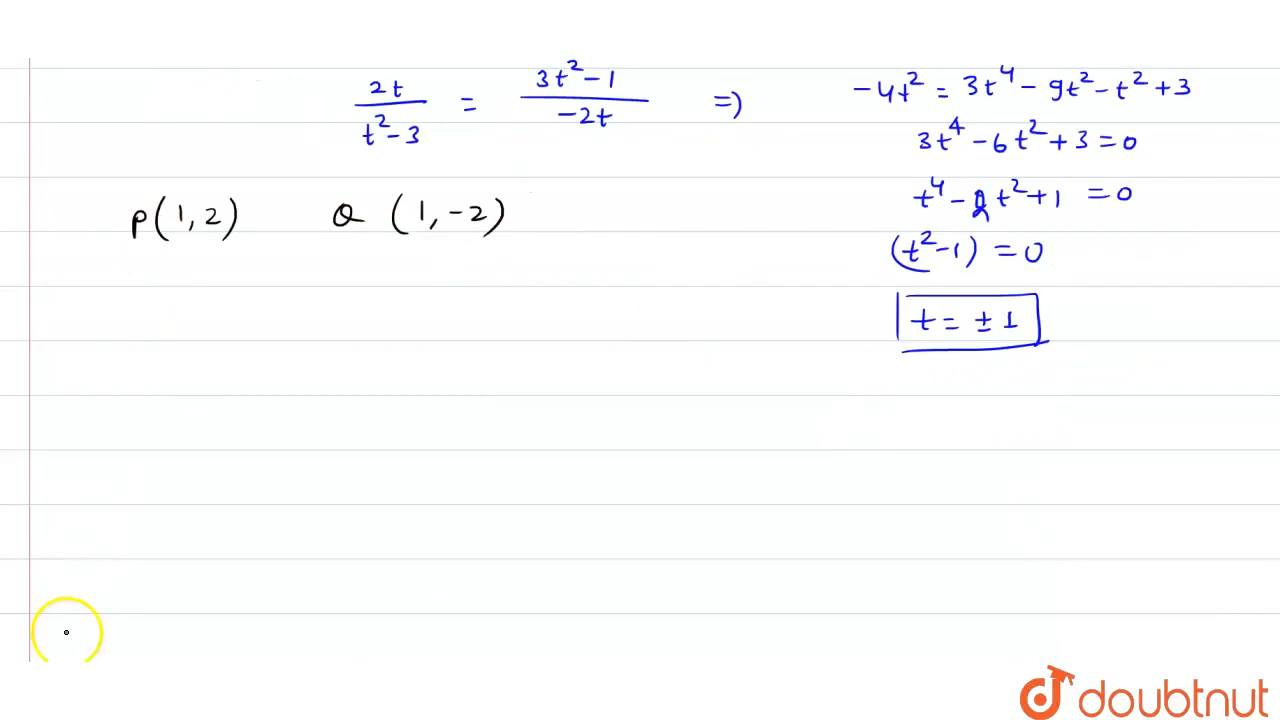 2t/(t²-3) = (3t²-1)/(-2t) => -4t² = 3t⁴ - 9t² - t² + 3
3t⁴ - 6t² + 3 = 0
t⁴ - 2t² + 1 = 0
P(1,2) Q (1,-2)
(t²-1) = 0
t = ± 1
doubtnut